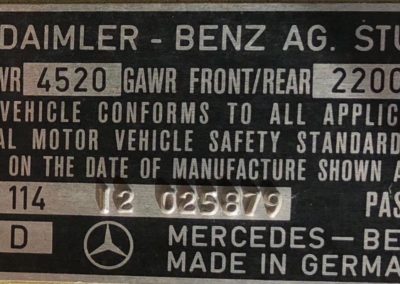 DAIMLER - BENZ AG. STU
VWR 4520 GAWR FRONT/REAR 2200
VEHICLE CONFORMS TO ALL APPLIC
AL MOTOR VEHICLE SAFETY STANDARD
ON THE DATE OF MANUFACTURE SHOWN A
114 12 025879 PAS
D MERCEDES-BE
MADE IN GERMA